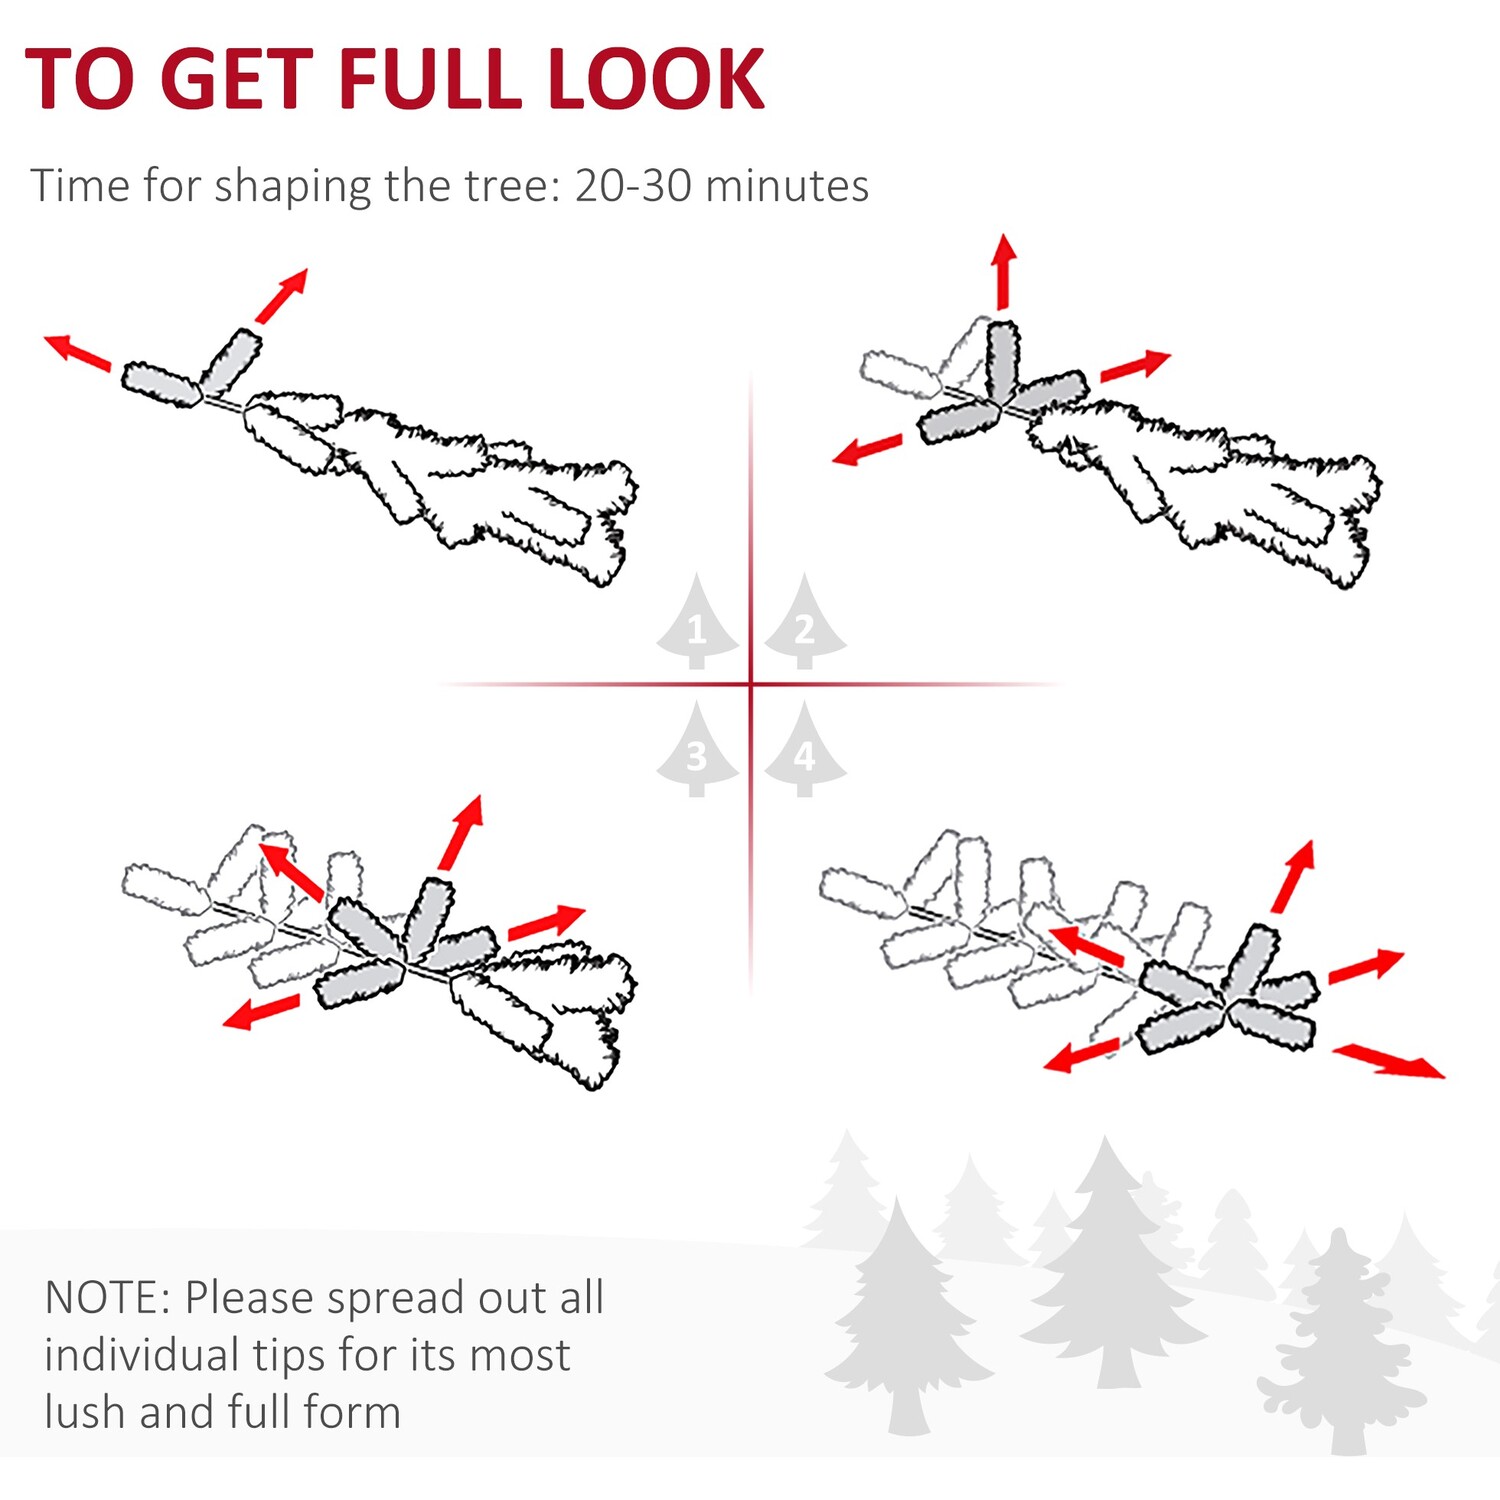 TO GET FULL LOOK
Time for shaping the tree: 20-30 minutes
1
2
3
4
NOTE: Please spread out all
individual tips for its most
lush and full form